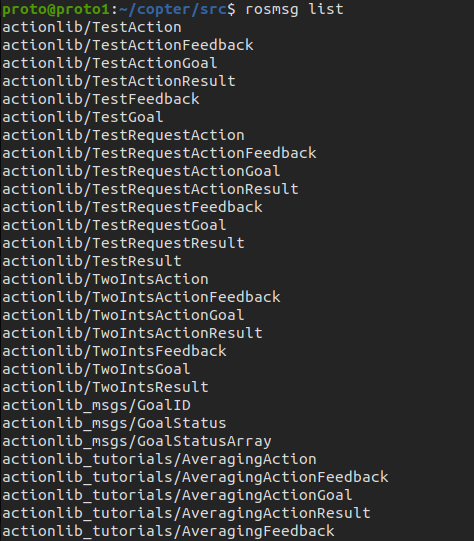 proto@proto1:~/copter/src$ rosmsg list
actionlib/TestAction
actionlib/TestActionFeedback
actionlib/TestActionGoal
actionlib/TestActionResult
actionlib/TestFeedback
actionlib/TestGoal
actionlib/TestRequestAction
actionlib/TestRequestActionFeedback
actionlib/TestRequestActionGoal
actionlib/TestRequestActionResult
actionlib/TestRequestFeedback
actionlib/TestRequestGoal
actionlib/TestRequestResult
actionlib/TestResult
actionlib/TwoIntsAction
actionlib/TwoIntsActionFeedback
actionlib/TwoIntsActionGoal
actionlib/TwoIntsActionResult
actionlib/TwoIntsFeedback
actionlib/TwoIntsGoal
actionlib/TwoIntsResult
actionlib_msgs/GoalID
actionlib_msgs/GoalStatus
actionlib_msgs/GoalStatusArray
actionlib_tutorials/AveragingAction
actionlib_tutorials/AveragingActionFeedback
actionlib_tutorials/AveragingActionGoal
actionlib_tutorials/AveragingActionResult
actionlib_tutorials/AveragingFeedback